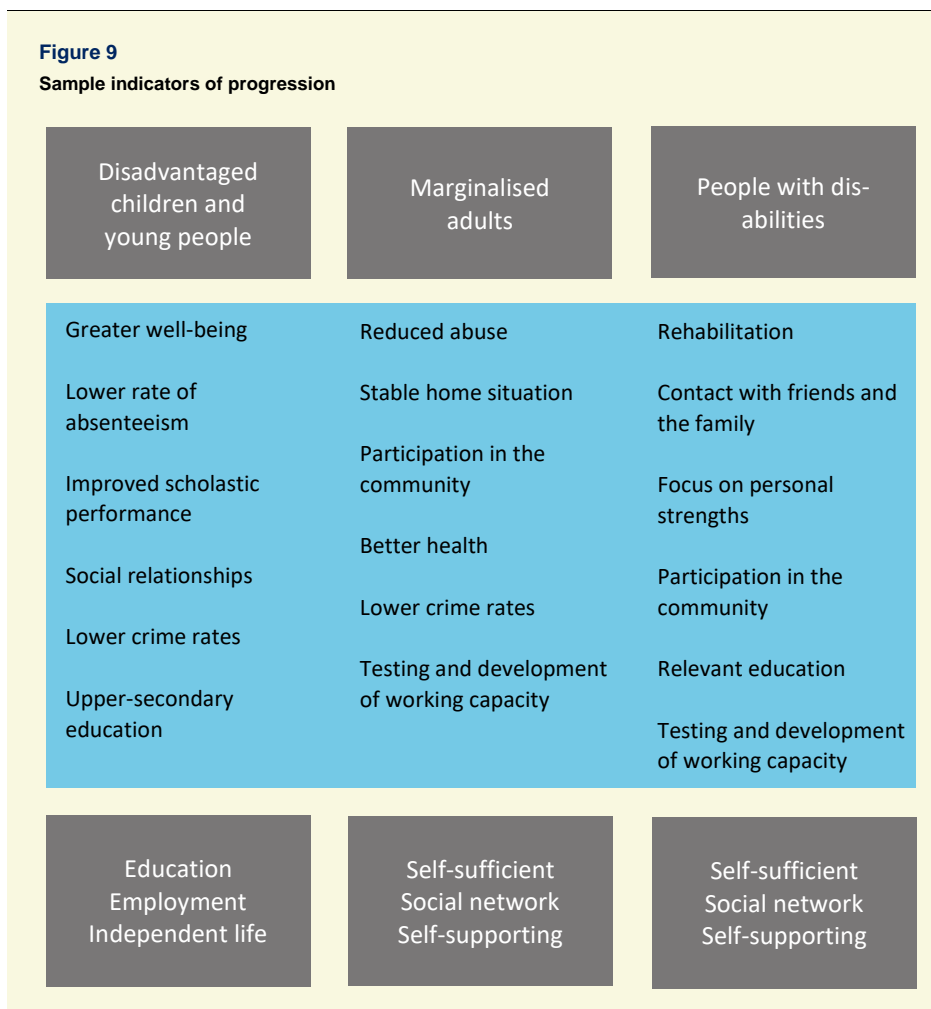 Figure 9
Sample indicators of progression
Disadvantaged
children and
young people
Marginalised
adults
People with dis-
abilities
Greater well-being
Lower rate of
absenteeism
Improved scholastic
performance
Social relationships
Lower crime rates
Upper-secondary
education
Reduced abuse
Stable home situation
Participation in the
community
Better health
Lower crime rates
Testing and development
of working capacity
Rehabilitation
Contact with friends and
the family
Focus on personal
strengths
Participation in the
community
Relevant education
Testing and development
of working capacity
Education
Employment
Independent life
Self-sufficient
Social network
Self-supporting
Self-sufficient
Social network
Self-supporting